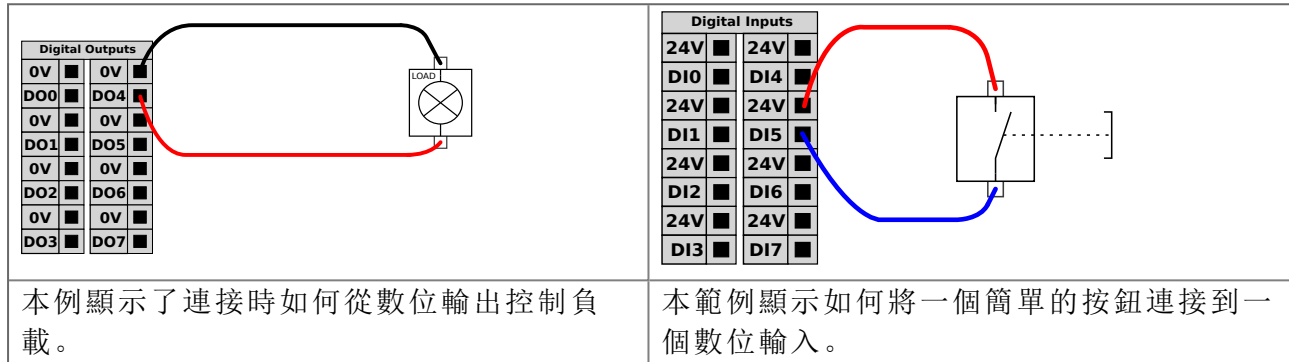 Digital Outputs
0V 0V
DO0 DO4
0V 0V
DO1 DO5
0V 0V
DO2 DO6
0V 0V
DO3 DO7
LOAD
Digital Inputs
24V 24V
DI0 DI4
24V 24V
DI1 DI5
24V 24V
DI2 DI6
24V 24V
DI3 DI7
本例顯示了連接時如何從數位輸出控制負
載。
本範例顯示如何將一個簡單的按鈕連接到一
個數位輸入。